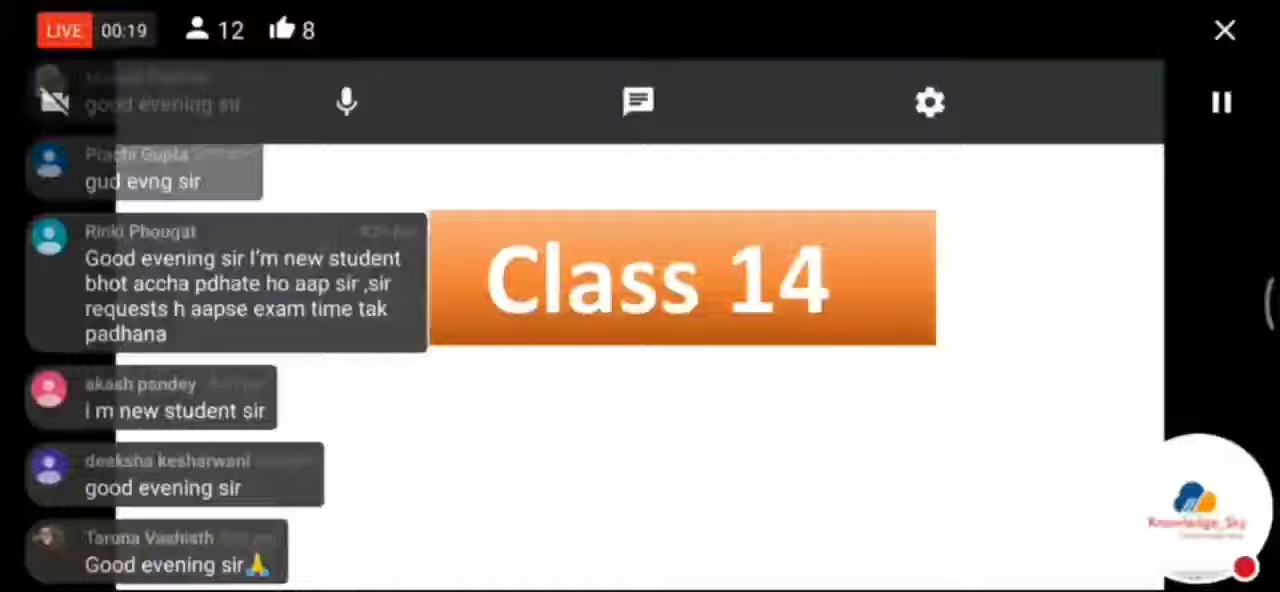 LIVE 00:19 12 8
good evening sir
Prachi Gupta
gud evng sir
Rinki Phougat
Good evening sir I'm new student
bhot accha pdhate ho aap sir ,sir
requests h aapse exam time tak
padhana
Class 14
akash pandey
I m new student sir
deeksha kesharwani
good evening sir
Taruna Vashisth
Good evening sir🙏
Knowledge_Sky